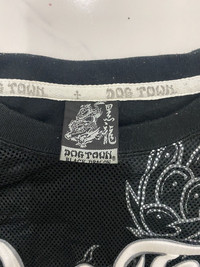 DOG TOWN. † DOG TOWN.
黒龍
DOG TOWN®
BLACK DRAGON